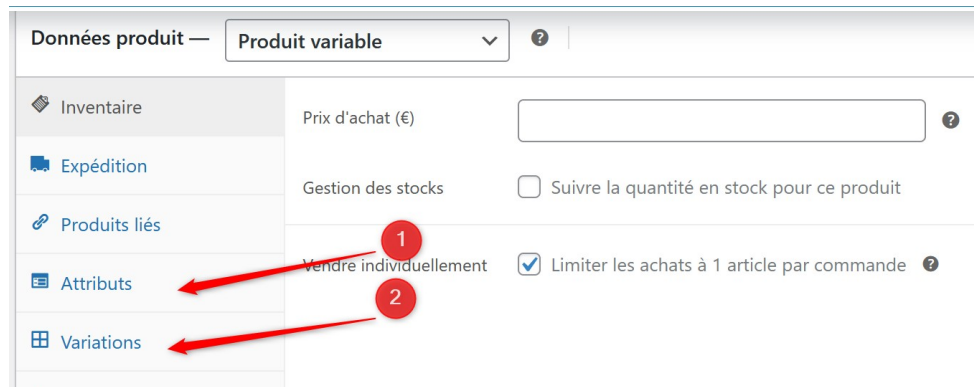 Données produit — Produit variable
Inventaire
Prix d'achat (€)
Expédition
Gestion des stocks Suivre la quantité en stock pour ce produit
Produits liés
1
Vendre individuellement Limiter les achats à 1 article par commande
Attributs
2
Variations